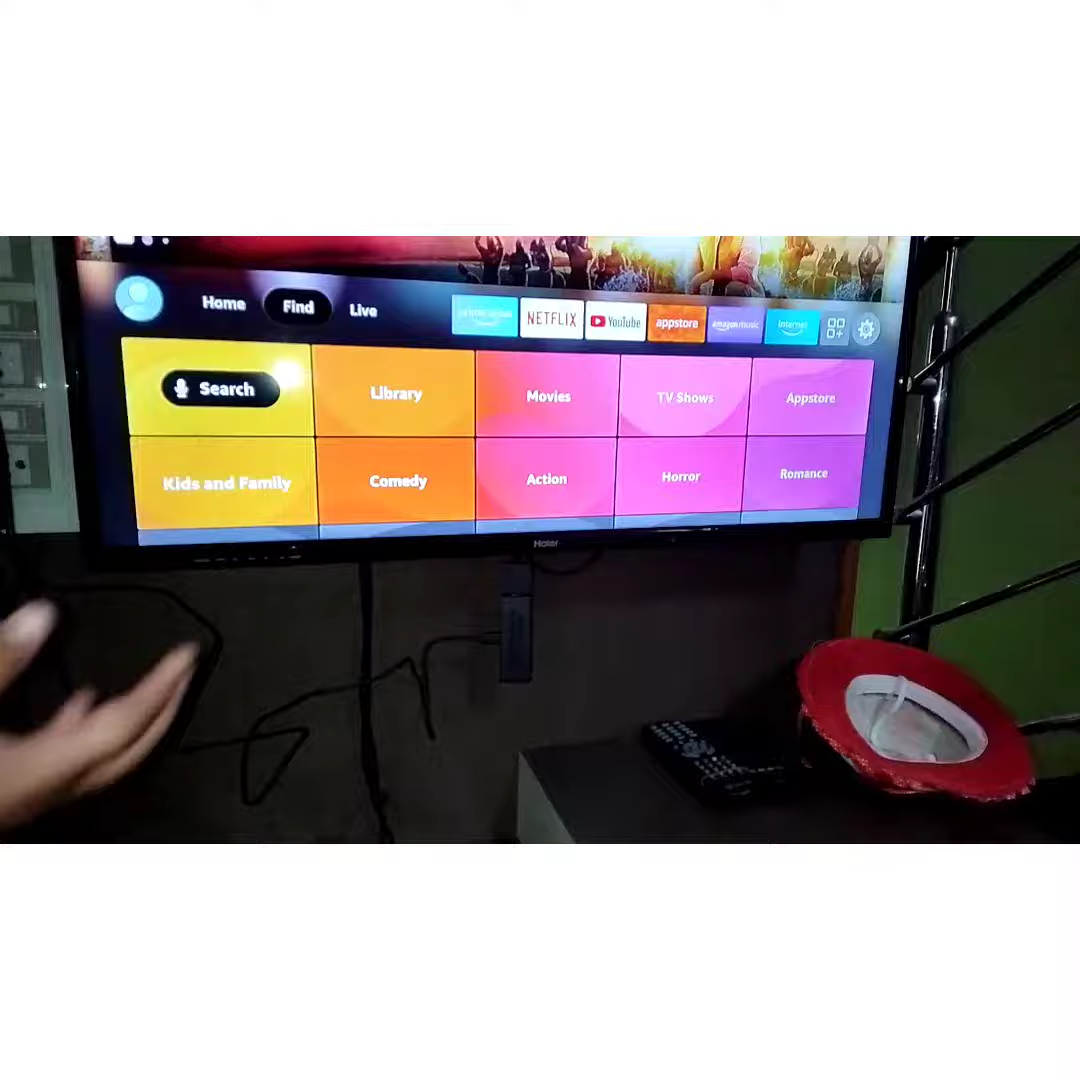 Home Find Live NETFLIX YouTube appstore amazon music Internet
Search Library Movies TV Shows Appstore
Kids and Family Comedy Action Horror Romance
Haier